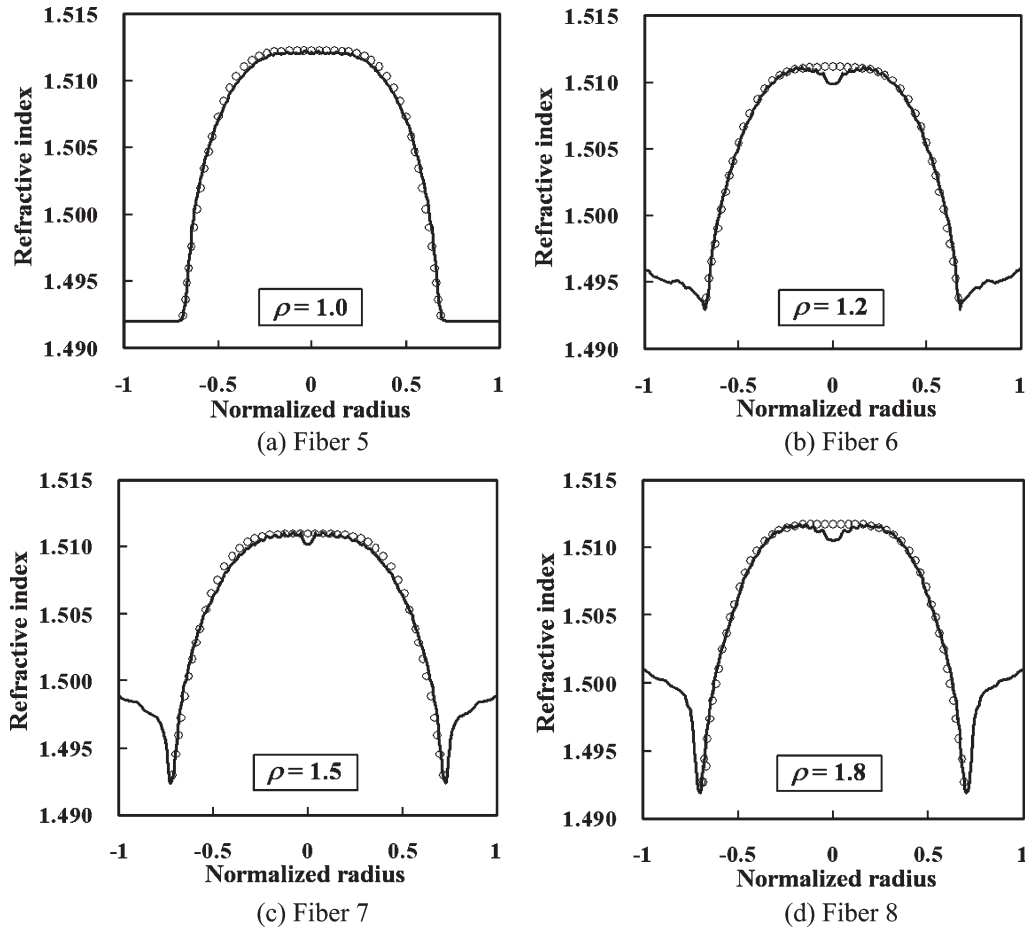 1.515
1.510
1.505
1.500
1.495
1.490
Refractive index
ρ = 1.0
-1
-0.5
0
0.5
1
Normalized radius
(a) Fiber 5
1.515
1.510
1.505
1.500
1.495
1.490
Refractive index
ρ = 1.2
-1
-0.5
0
0.5
1
Normalized radius
(b) Fiber 6
1.515
1.510
1.505
1.500
1.495
1.490
Refractive index
ρ = 1.5
-1
-0.5
0
0.5
1
Normalized radius
(c) Fiber 7
1.515
1.510
1.505
1.500
1.495
1.490
Refractive index
ρ = 1.8
-1
-0.5
0
0.5
1
Normalized radius
(d) Fiber 8